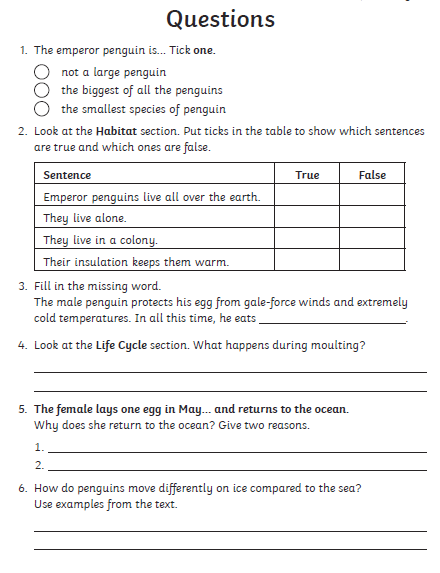 Questions
1. The emperor penguin is... Tick one.
not a large penguin
the biggest of all the penguins
the smallest species of penguin
2. Look at the Habitat section. Put ticks in the table to show which sentences
are true and which ones are false.
Sentence True False
Emperor penguins live all over the earth.
They live alone.
They live in a colony.
Their insulation keeps them warm.
3. Fill in the missing word.
The male penguin protects his egg from gale-force winds and extremely
cold temperatures. In all this time, he eats ____________________.
4. Look at the Life Cycle section. What happens during moulting?
5. The female lays one egg in May... and returns to the ocean.
Why does she return to the ocean? Give two reasons.
1.
2.
6. How do penguins move differently on ice compared to the sea?
Use examples from the text.